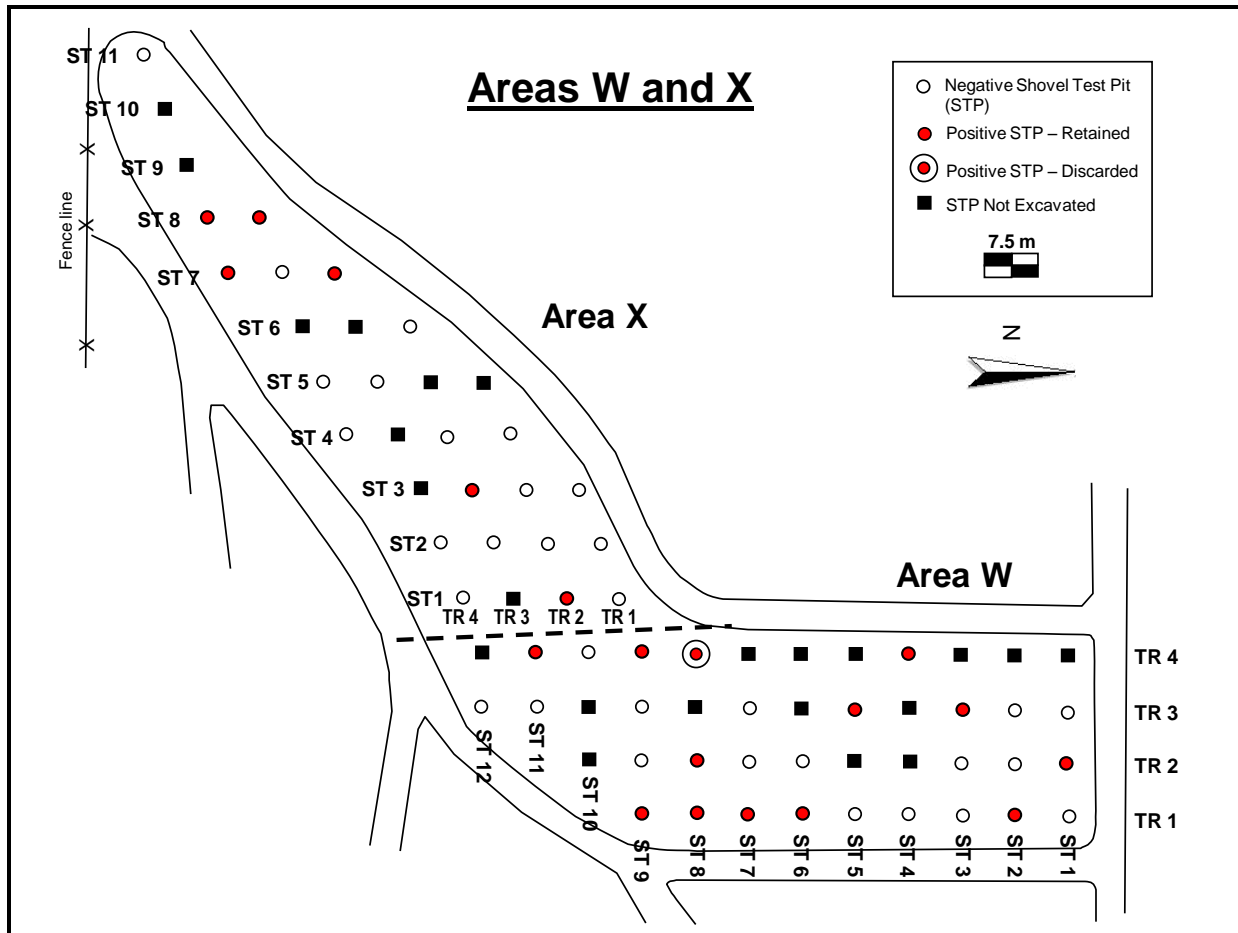 Areas W and X
Negative Shovel Test Pit
(STP)
Positive STP – Retained
Positive STP – Discarded
STP Not Excavated
7.5 m
N
Fence line
ST 11
ST 10
ST 9
ST 8
ST 7
ST 6
ST 5
ST 4
ST 3
ST2
ST1
TR 4 TR 3 TR 2 TR 1
Area X
Area W
TR 4
TR 3
TR 2
TR 1
ST 12
ST 11
ST 10
ST 9
ST 8
ST 7
ST 6
ST 5
ST 4
ST 3
ST 2
ST 1